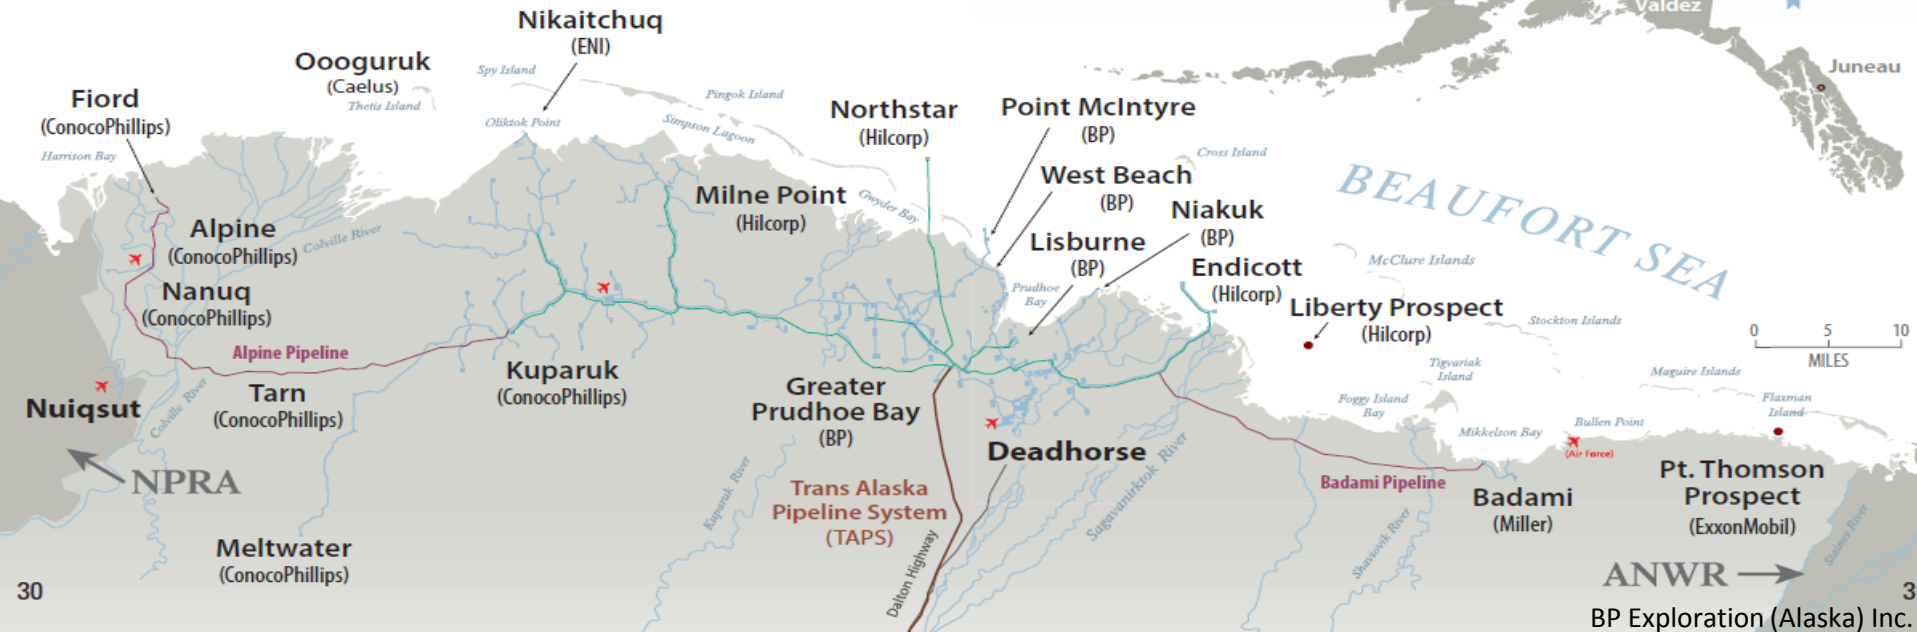 Valdez
Juneau
Nikaitchuq
(ENI)
Oooguruk
(Caelus)
Thetis Island
Spy Island
Pingok Island
Oliktok Point
Simpson Lagoon
Fiord
(ConocoPhillips)
Harrison Bay
Northstar
(Hilcorp)
Point McIntyre
(BP)
Cross Island
West Beach
(BP)
Niakuk
(BP)
Lisburne
(BP)
Milne Point
(Hilcorp)
Gwyder Bay
BEAUFORT SEA
Alpine
(ConocoPhillips)
Colville River
Nanuq
(ConocoPhillips)
Prudhoe
Bay
Endicott
(Hilcorp)
McClure Islands
Liberty Prospect
(Hilcorp)
Stockton Islands
0 5 10
MILES
Alpine Pipeline
Tarn
(ConocoPhillips)
Kuparuk
(ConocoPhillips)
Greater
Prudhoe Bay
(BP)
Tigvariak
Island
Maguire Islands
Flaxman
Island
Foggy Island
Bay
Mikkelson Bay
Bullen Point
(Air Force)
Nuiqsut
Colville River
NPRA
Deadhorse
Kuparuk River
Trans Alaska
Pipeline System
(TAPS)
Dalton Highway
Sagavanirktok River
Badami Pipeline
Shaviovik River
Badami
(Miller)
Pt. Thomson
Prospect
(ExxonMobil)
Staines River
Meltwater
(ConocoPhillips)
ANWR
30
3
BP Exploration (Alaska) Inc.